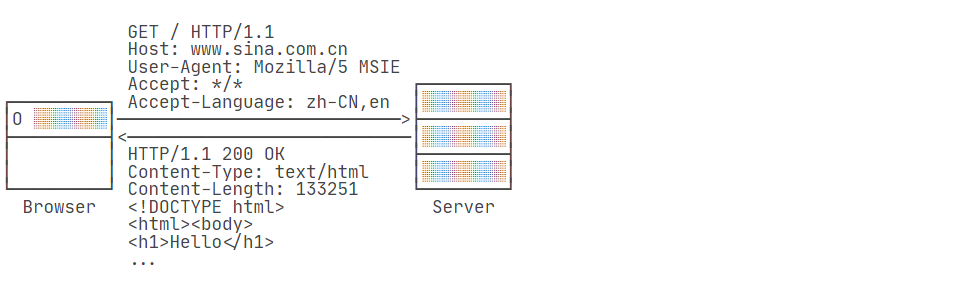 GET / HTTP/1.1
Host: www.sina.com.cn
User-Agent: Mozilla/5 MSIE
Accept: */*
Accept-Language: zh-CN,en
O
>
<
HTTP/1.1 200 OK
Content-Type: text/html
Content-Length: 133251
Browser
<!DOCTYPE html>
Server
<html><body>
<h1>Hello</h1>
...